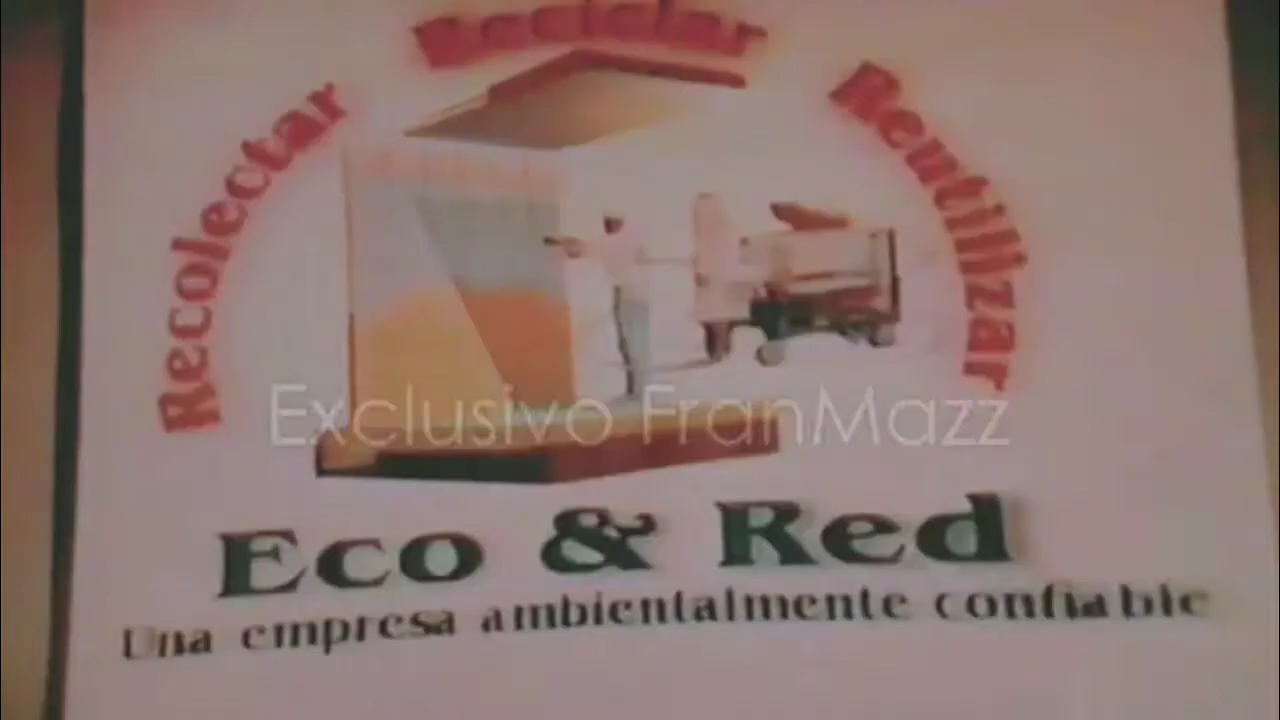 Recolectar
Reciclar
Reutilizar
Exclusivo FranMazz
Eco & Red
Una empresa ambientalmente confiable